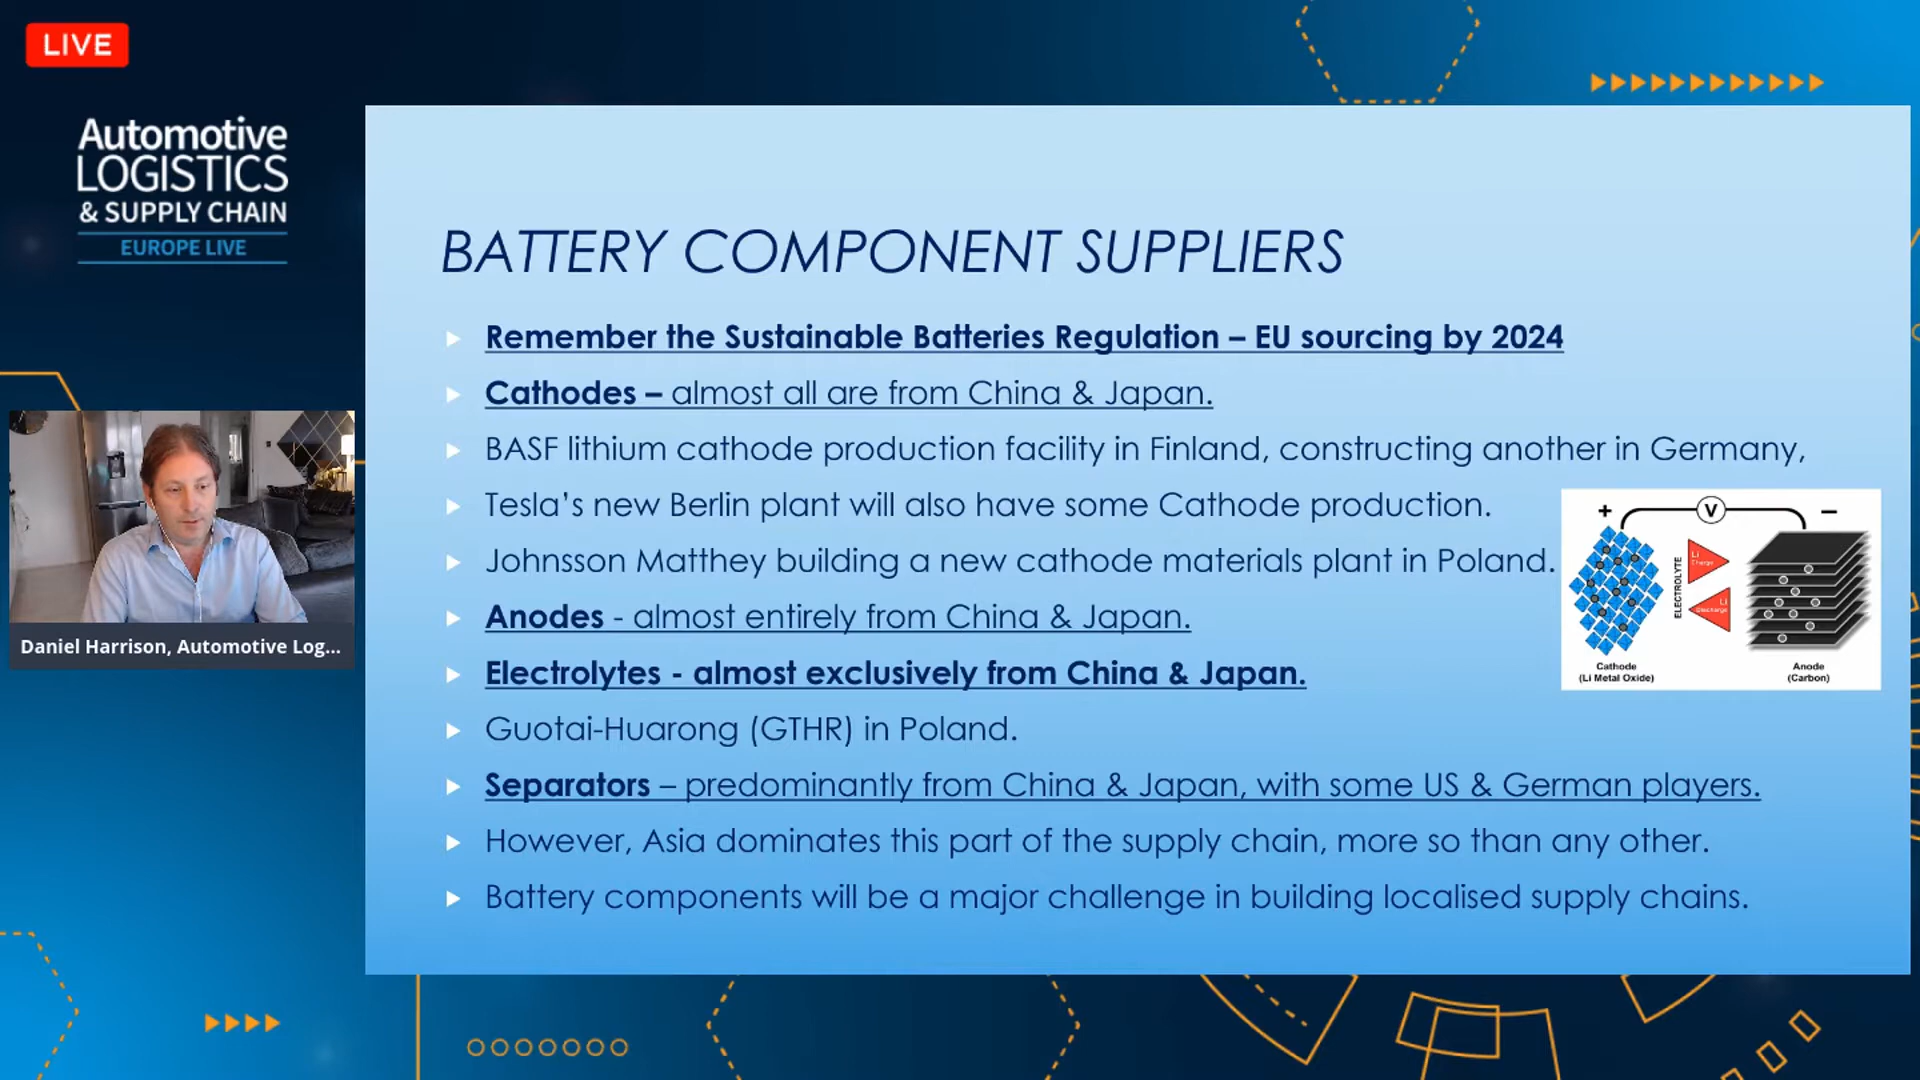 LIVE
Automotive
LOGISTICS
& SUPPLY CHAIN
EUROPE LIVE
Daniel Harrison, Automotive Log...
BATTERY COMPONENT SUPPLIERS
Remember the Sustainable Batteries Regulation – EU sourcing by 2024
Cathodes – almost all are from China & Japan.
BASF lithium cathode production facility in Finland, constructing another in Germany,
Tesla’s new Berlin plant will also have some Cathode production.
Johnsson Matthey building a new cathode materials plant in Poland.
Anodes - almost entirely from China & Japan.
Electrolytes - almost exclusively from China & Japan.
Guotai-Huarong (GTHR) in Poland.
Separators – predominantly from China & Japan, with some US & German players.
However, Asia dominates this part of the supply chain, more so than any other.
Battery components will be a major challenge in building localised supply chains.
+ V −
ELECTROLYTE
Li
Charge
Li
Discharge
Cathode
(Li Metal Oxide)
Anode
(Carbon)